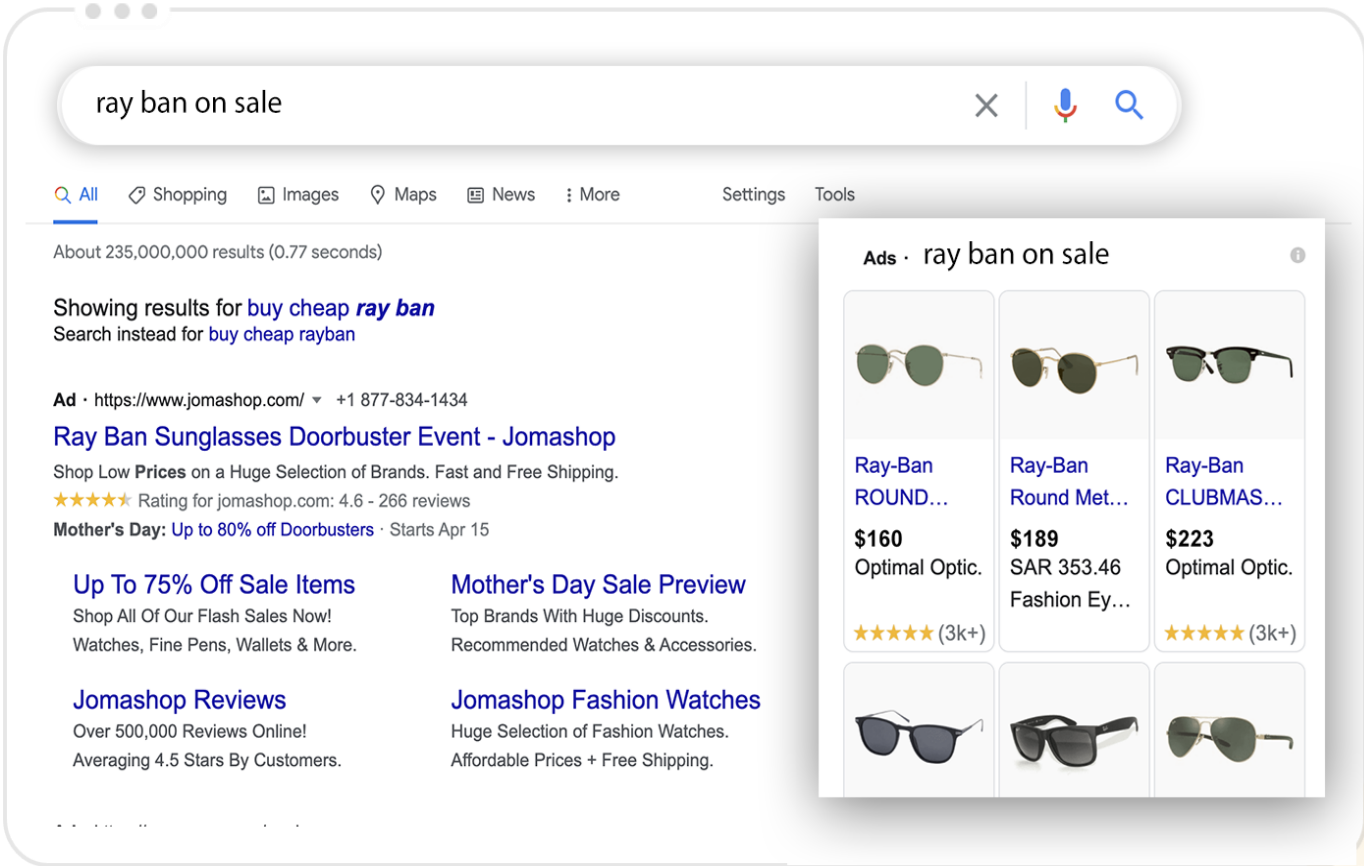 ray ban on sale
All Shopping Images Maps News More Settings Tools
About 235,000,000 results (0.77 seconds)
Showing results for buy cheap ray ban
Search instead for buy cheap rayban
Ad · https://www.jomashop.com/ +1 877-834-1434
Ray Ban Sunglasses Doorbuster Event - Jomashop
Shop Low Prices on a Huge Selection of Brands. Fast and Free Shipping.
Rating for jomashop.com: 4.6 - 266 reviews
Mother's Day: Up to 80% off Doorbusters · Starts Apr 15
Up To 75% Off Sale Items
Shop All Of Our Flash Sales Now!
Watches, Fine Pens, Wallets & More.
Mother's Day Sale Preview
Top Brands With Huge Discounts.
Recommended Watches & Accessories.
Jomashop Reviews
Over 500,000 Reviews Online!
Averaging 4.5 Stars By Customers.
Jomashop Fashion Watches
Huge Selection of Fashion Watches.
Affordable Prices + Free Shipping.
Ads · ray ban on sale
Ray-Ban
ROUND...
$160
Optimal Optic.
(3k+)
Ray-Ban
Round Met...
$189
SAR 353.46
Fashion Ey...
Ray-Ban
CLUBMAS...
$223
Optimal Optic.
(3k+)